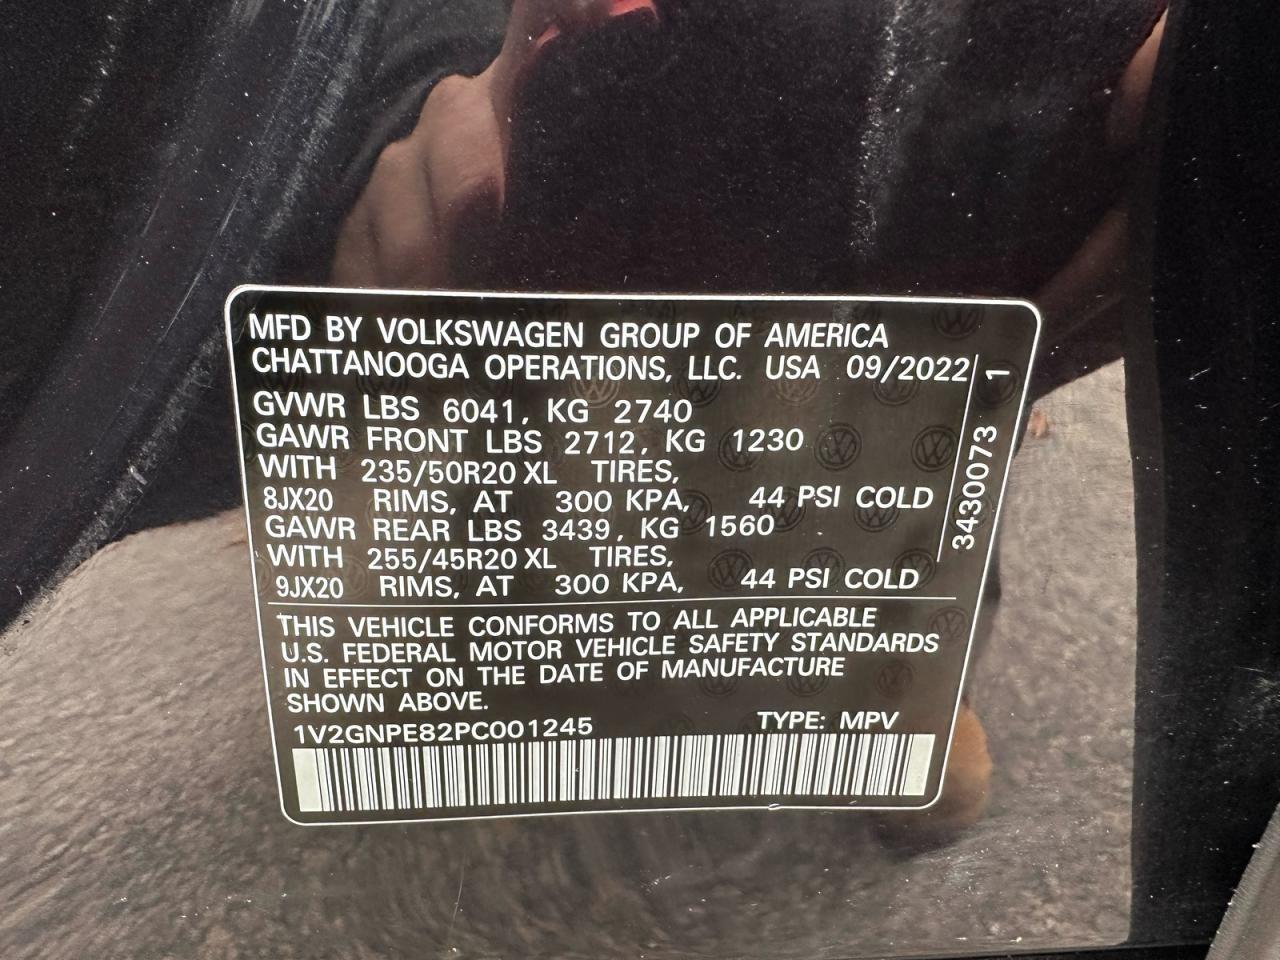 MFD BY VOLKSWAGEN GROUP OF AMERICA
CHATTANOOGA OPERATIONS, LLC. USA 09/2022
GVWR LBS 6041, KG 2740
GAWR FRONT LBS 2712, KG 1230
WITH 235/50R20 XL TIRES,
8JX20 RIMS, AT 300 KPA, 44 PSI COLD
GAWR REAR LBS 3439, KG 1560
WITH 255/45R20 XL TIRES,
9JX20 RIMS, AT 300 KPA, 44 PSI COLD
3430073 1
THIS VEHICLE CONFORMS TO ALL APPLICABLE
U.S. FEDERAL MOTOR VEHICLE SAFETY STANDARDS
IN EFFECT ON THE DATE OF MANUFACTURE
SHOWN ABOVE.
1V2GNPE82PC001245 TYPE: MPV